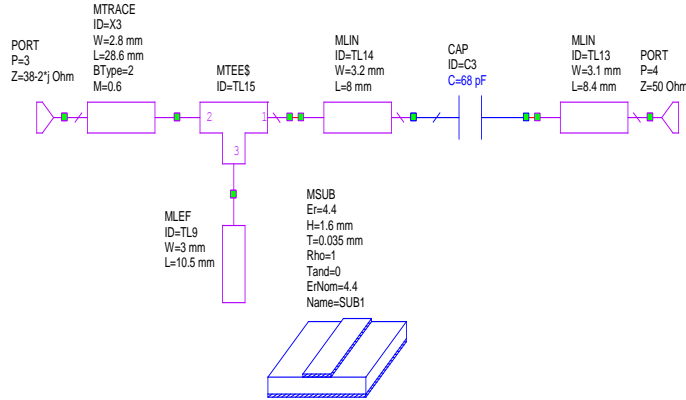 MTRACE
ID=X3
W=2.8 mm
L=28.6 mm
BType=2
M=0.6
PORT
P=3
Z=38-2*j Ohm
MTEE$
ID=TL15
MLIN
ID=TL14
W=3.2 mm
L=8 mm
CAP
ID=C3
C=68 pF
MLIN
ID=TL13
W=3.1 mm
L=8.4 mm
PORT
P=4
Z=50 Ohm
2
1
3
MLEF
ID=TL9
W=3 mm
L=10.5 mm
MSUB
Er=4.4
H=1.6 mm
T=0.035 mm
Rho=1
Tand=0
ErNom=4.4
Name=SUB1